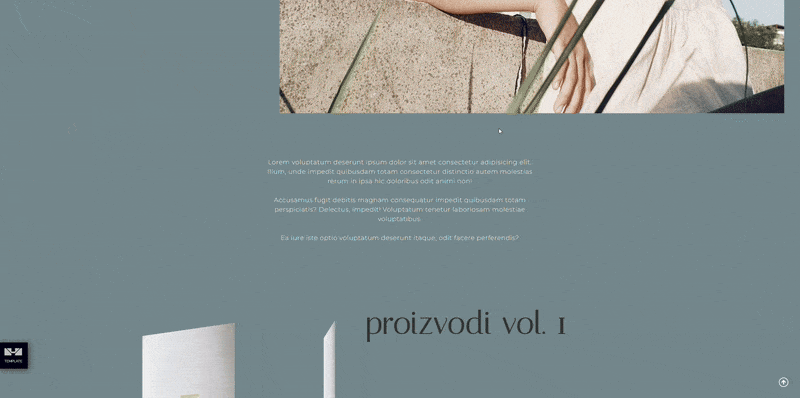 Lorem voluptatum deserunt ipsum dolor sit amet consectetur adipisicing elit.
Illum, unde impedit quibusdam totam consectetur distinctio autem molestias
rerum in ipsa hic doloribus odit animi non!
Accusamus fugit debitis magnam consequatur impedit quibusdam totam
perspiciatis? Delectus, impedit! Voluptatum tenetur laboriosam molestiae
voluptatibus.
Ea iure iste optio voluptatum deserunt itaque, odit facere perferendis?
proizvodi vol. 1
TEMPLATE